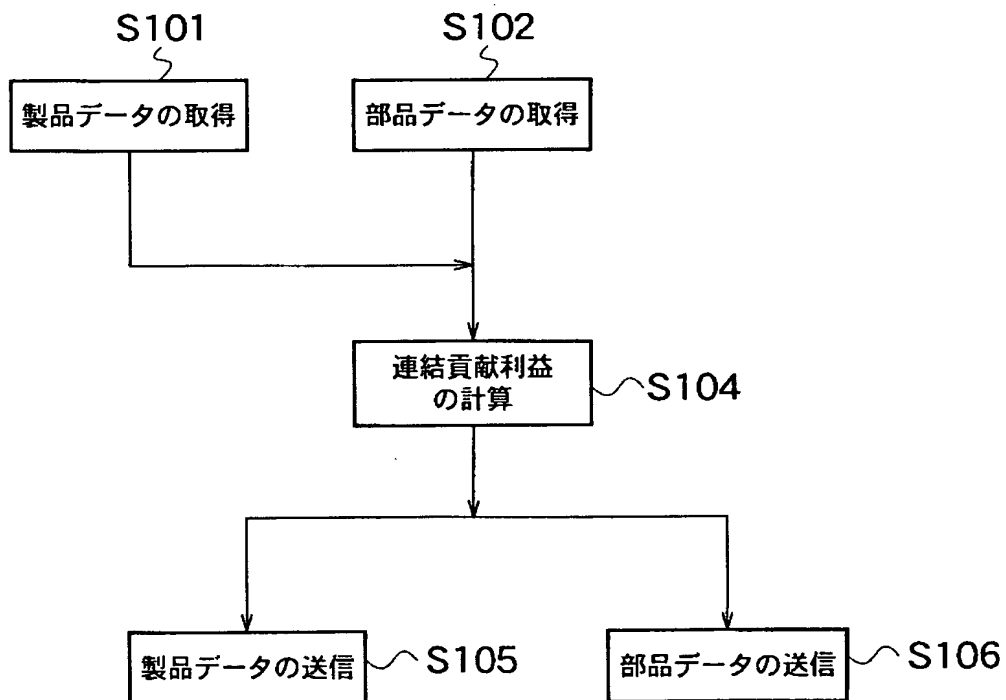 S101
S102
製品データの取得
部品データの取得
連結貢献利益
の計算
S104
製品データの送信
S105
部品データの送信
S106